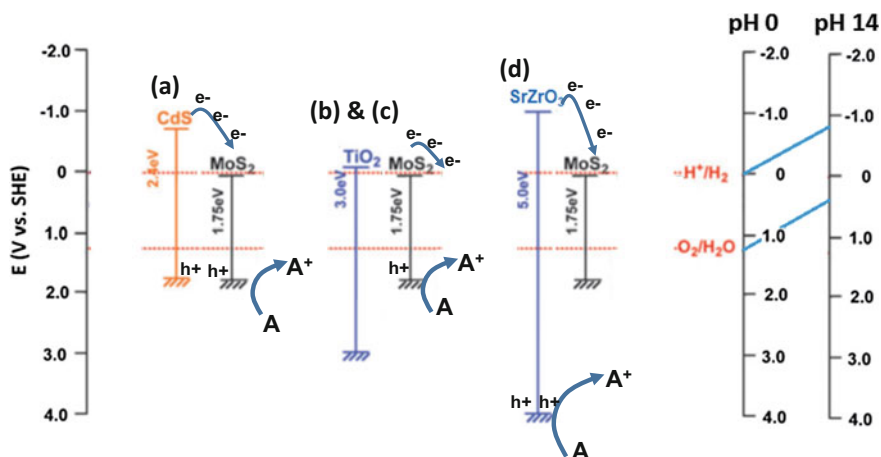 pH 0 pH 14
E (V vs. SHE)
-2.0
-1.0
0
1.0
2.0
3.0
4.0
(a)
CdS
e-
e-
e-
2.4eV
MoS2
1.75eV
h+ h+
A+
A
(b) & (c)
TiO2
3.0eV
MoS2
e-
e-
1.75eV
h+
A+
A
(d)
SrZrO3
e-
e-
e-
5.0eV
MoS2
1.75eV
h+ h+
A+
A
H+/H2
O2/H2O
-2.0
-1.0
0
1.0
2.0
3.0
4.0
-2.0
-1.0
0
1.0
2.0
3.0
4.0